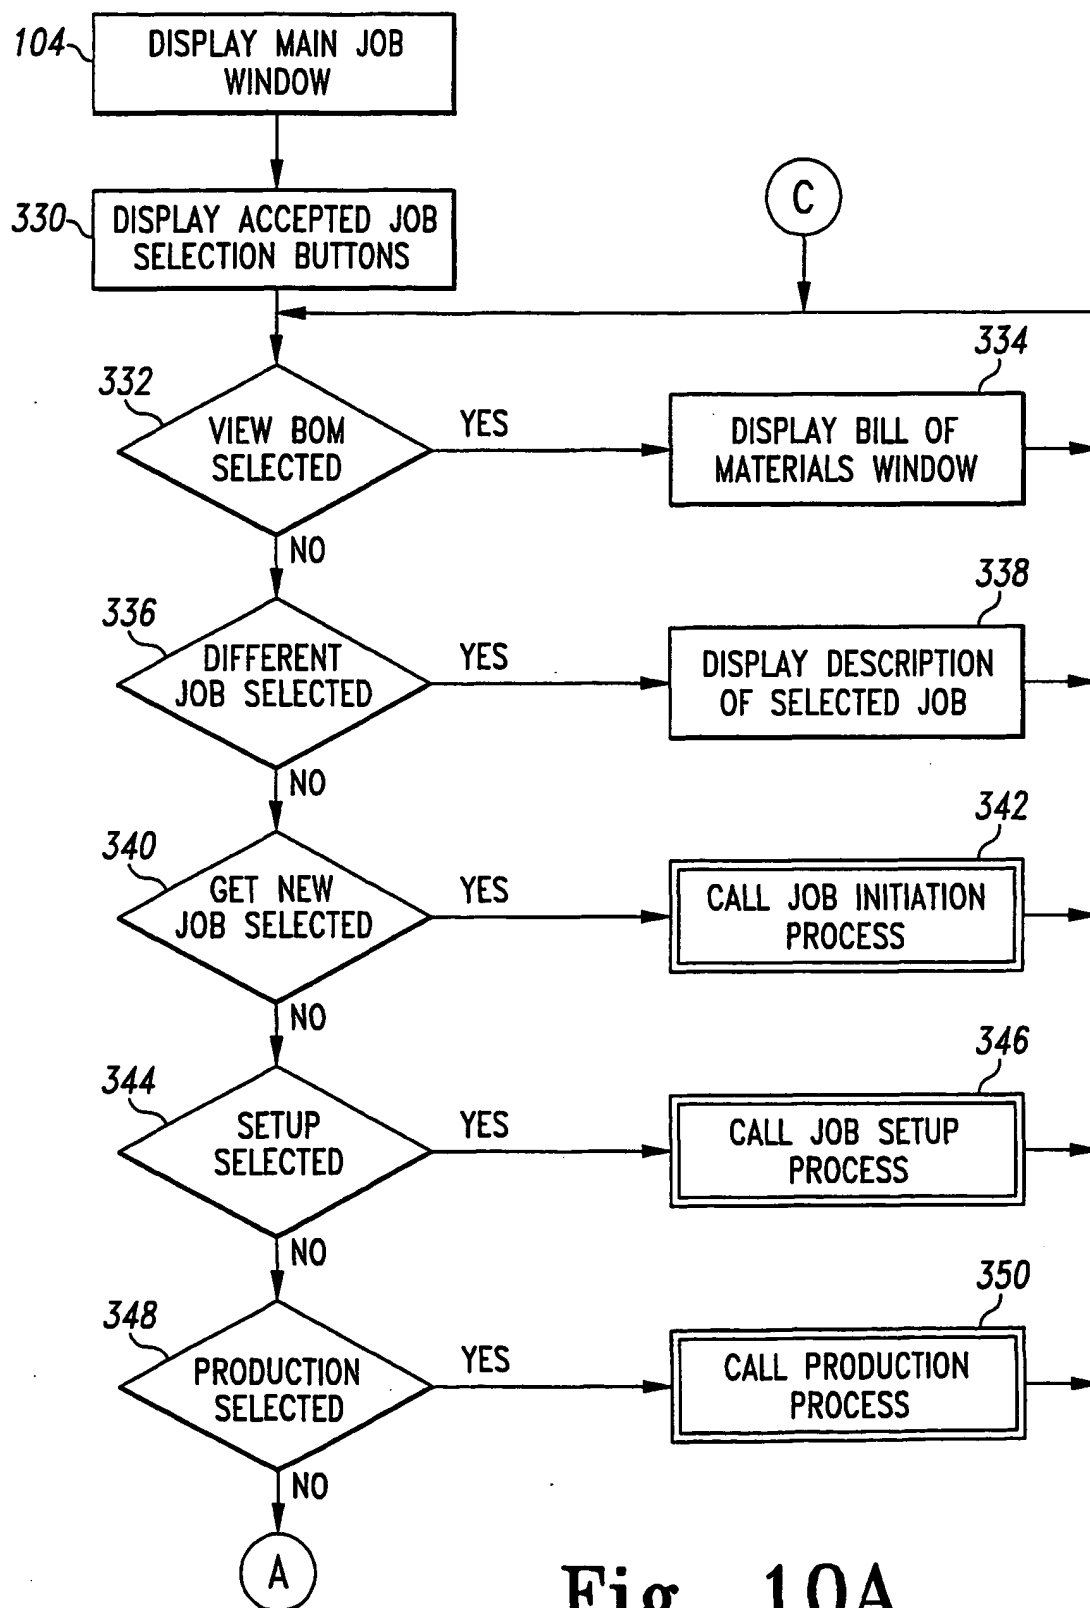 104
DISPLAY MAIN JOB
WINDOW
330
DISPLAY ACCEPTED JOB
SELECTION BUTTONS
C
332
VIEW BOM
SELECTED
YES
334
DISPLAY BILL OF
MATERIALS WINDOW
NO
336
DIFFERENT
JOB SELECTED
YES
338
DISPLAY DESCRIPTION
OF SELECTED JOB
NO
340
GET NEW
JOB SELECTED
YES
342
CALL JOB INITIATION
PROCESS
NO
344
SETUP
SELECTED
YES
346
CALL JOB SETUP
PROCESS
NO
348
PRODUCTION
SELECTED
YES
350
CALL PRODUCTION
PROCESS
NO
A
Fig. 10A